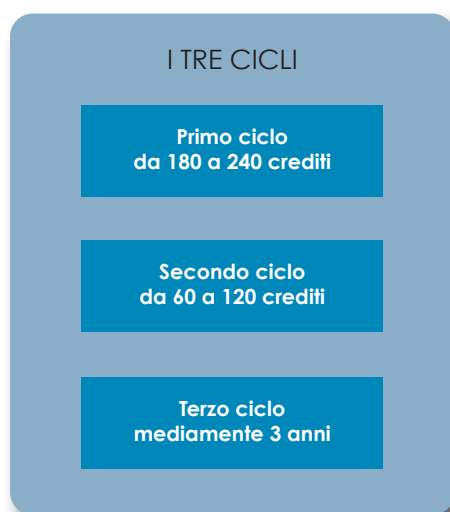 I TRE CICLI
Primo ciclo
da 180 a 240 crediti
Secondo ciclo
da 60 a 120 crediti
Terzo ciclo
mediamente 3 anni